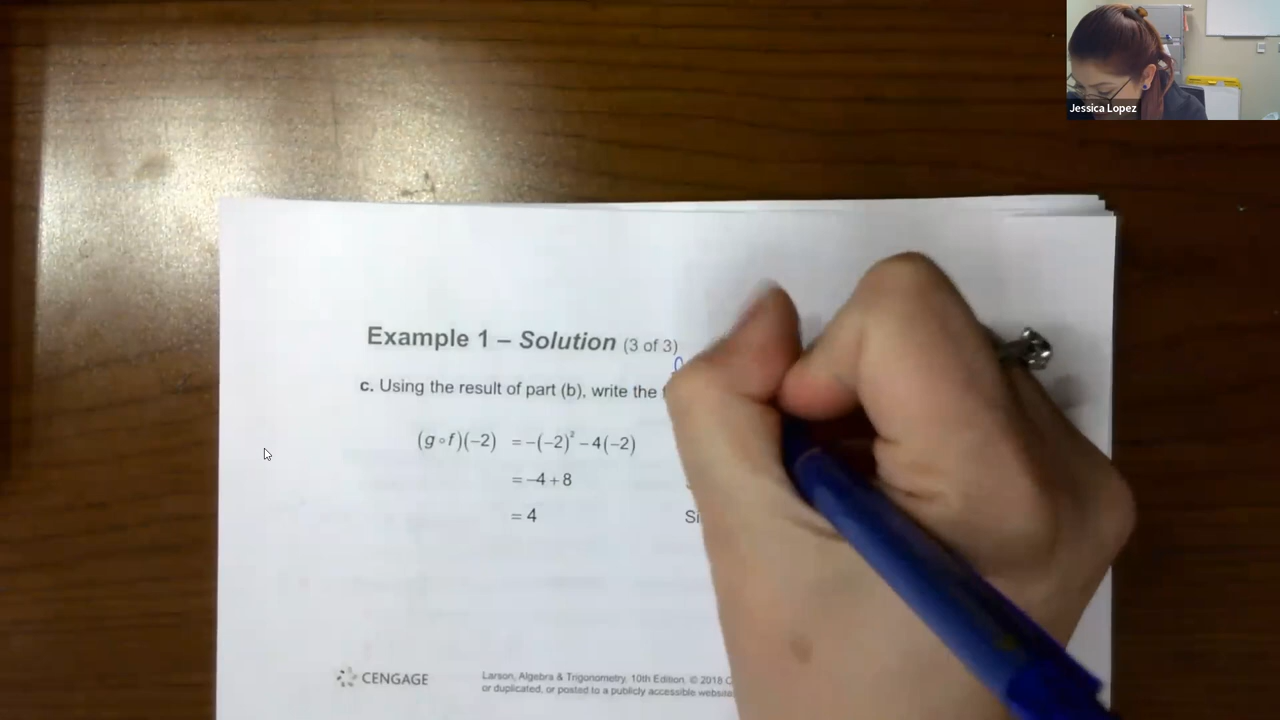 Jessica Lopez
Example 1 – Solution (3 of 3)
c. Using the result of part (b), write the
(g∘f)(−2) = −(−2)² − 4(−2)
= −4 + 8
= 4
CENGAGE
Larson, Algebra & Trigonometry, 10th Edition. © 2018
or duplicated, or posted to a publicly accessible website